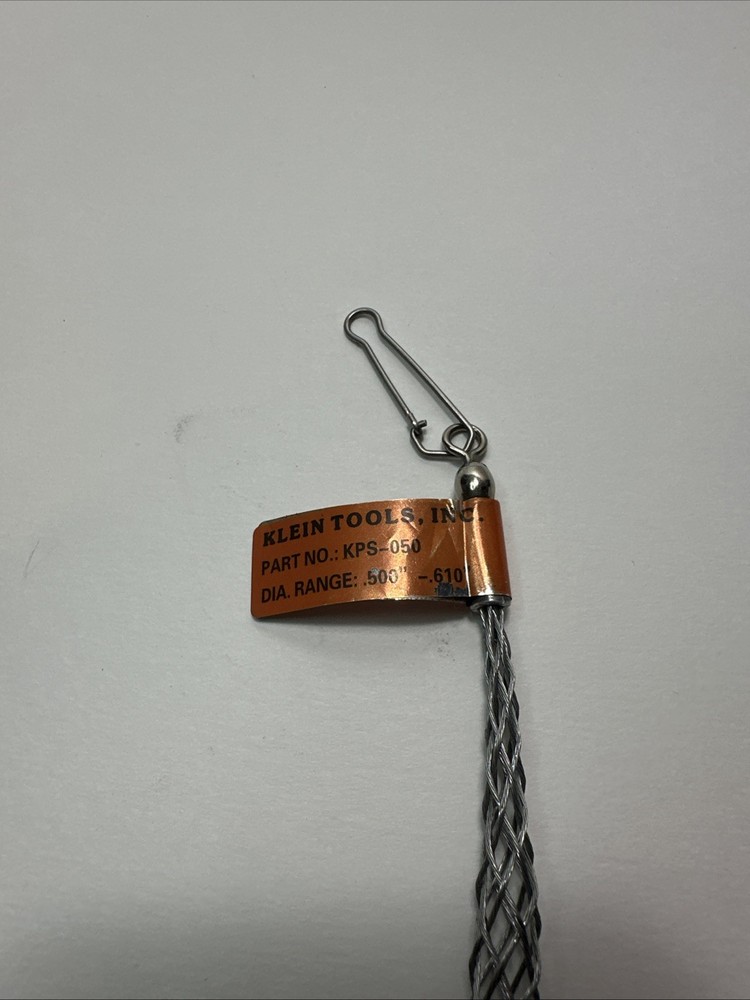 KLEIN TOOLS, INC.
PART NO.: KPS-050
DIA. RANGE: .500" -.610